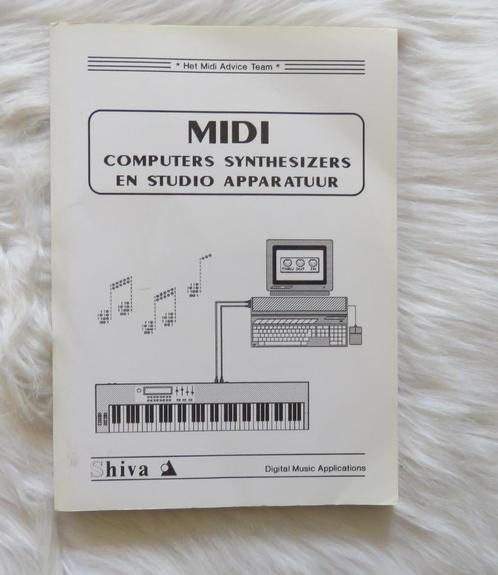 * Het Midi Advice Team *
MIDI
COMPUTERS SYNTHESIZERS
EN STUDIO APPARATUUR
THRU OUT IN
Shiva
Digital Music Applications